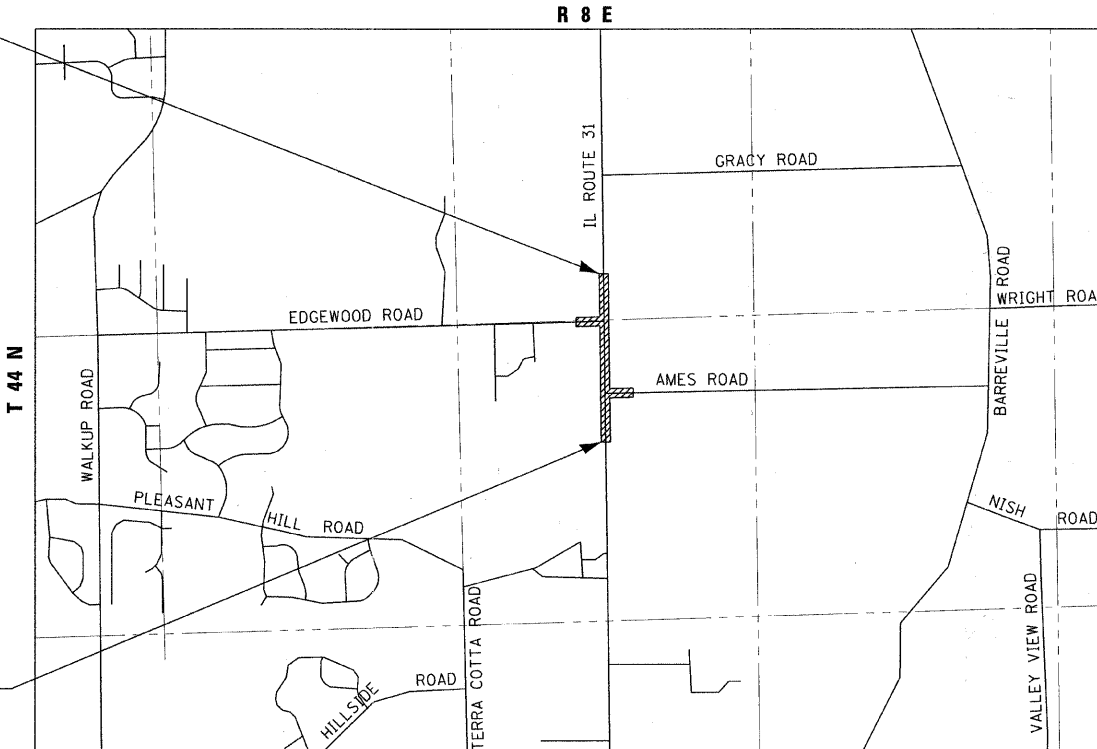 R 8 E
IL ROUTE 31
GRACY ROAD
BARREVILLE ROAD
WRIGHT ROA
EDGEWOOD ROAD
T 44 N
WALKUP ROAD
AMES ROAD
PLEASANT HILL ROAD
NISH ROAD
TERRA COTTA ROAD
VALLEY VIEW ROAD
HILLSIDE ROAD